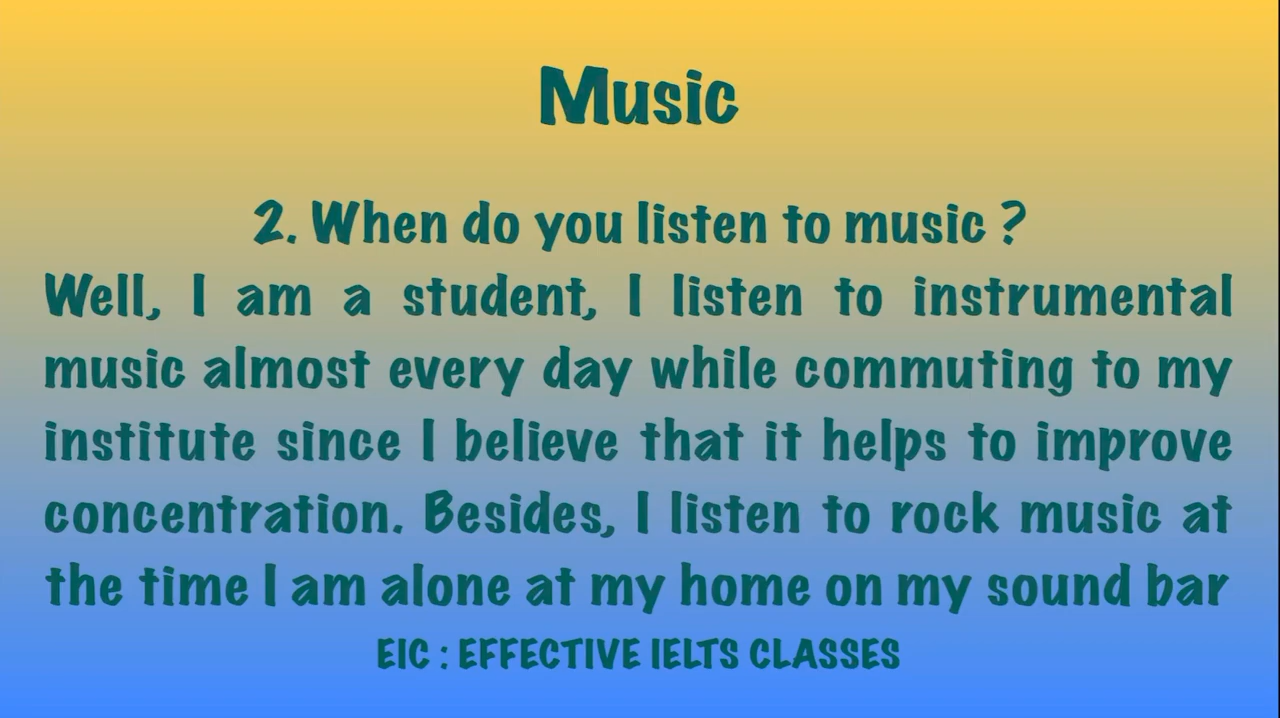 Music
2. When do you listen to music ?
Well, I am a student, I listen to instrumental
music almost every day while commuting to my
institute since I believe that it helps to improve
concentration. Besides, I listen to rock music at
the time I am alone at my home on my sound bar
EIC : EFFECTIVE IELTS CLASSES